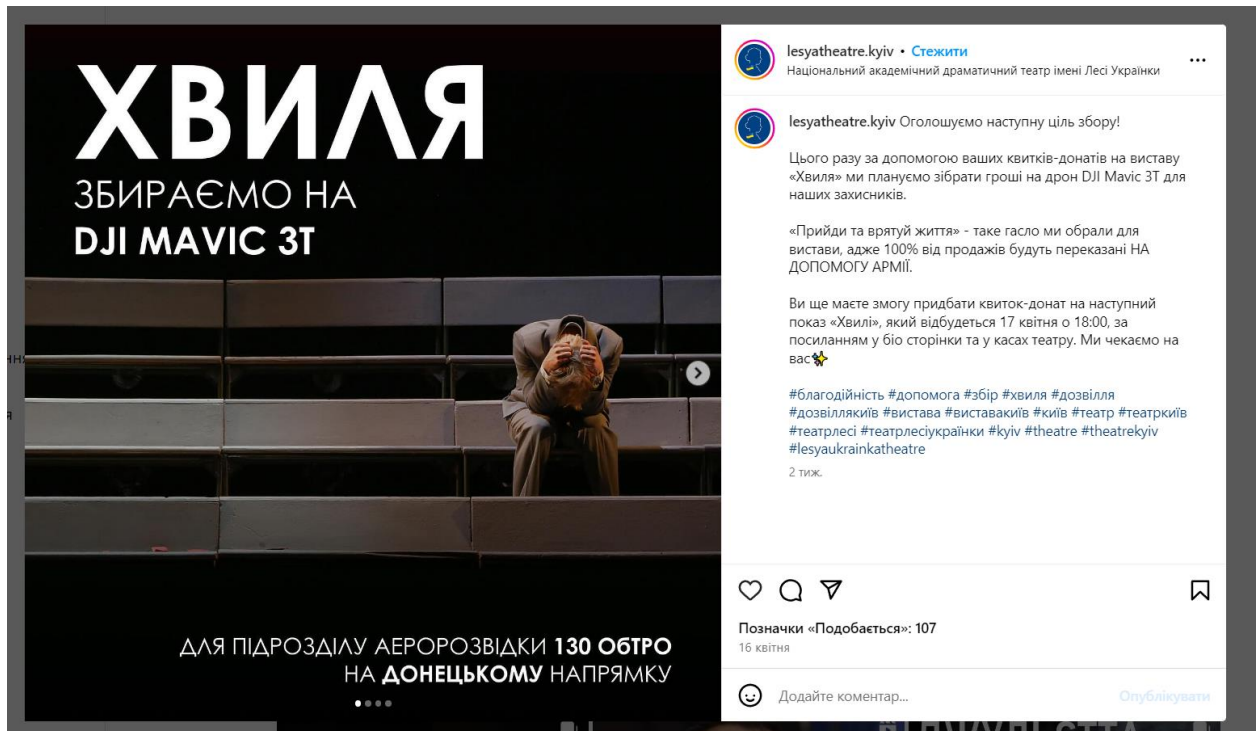 ХВИЛЯ
ЗБИРАЄМО НА
DJI MAVIC 3T
ДЛЯ ПІДРОЗДІЛУ АЕРОРОЗВІДКИ 130 ОбТРО
НА ДОНЕЦЬКОМУ НАПРЯМКУ
lesyatheatre.kyiv • Стежити
Національний академічний драматичний театр імені Лесі Українки
lesyatheatre.kyiv Оголошуємо наступну ціль збору!
Цього разу за допомогою ваших квитків-донатів на виставу
«Хвиля» ми плануємо зібрати гроші на дрон DJI Mavic 3T для
наших захисників.
«Прийди та врятуй життя» - таке гасло ми обрали для
вистави, адже 100% від продажів будуть переказані НА
ДОПОМОГУ АРМІЇ.
Ви ще маєте змогу придбати квиток-донат на наступний
показ «Хвилі», який відбудеться 17 квітня о 18:00, за
посиланням у біо сторінки та у касах театру. Ми чекаємо на
вас✨
#благодійність #допомога #збір #хвиля #дозвілля
#дозвіллякиїв #вистава #виставакиїв #київ #театр #театркиїв
#театрлесі #театрлесіукраїнки #kyiv #theatre #theatrekyiv
#lesyaukrainkatheatre
2 тиж.
Позначки «Подобається»: 107
16 квітня
Додайте коментар... Опублікувати